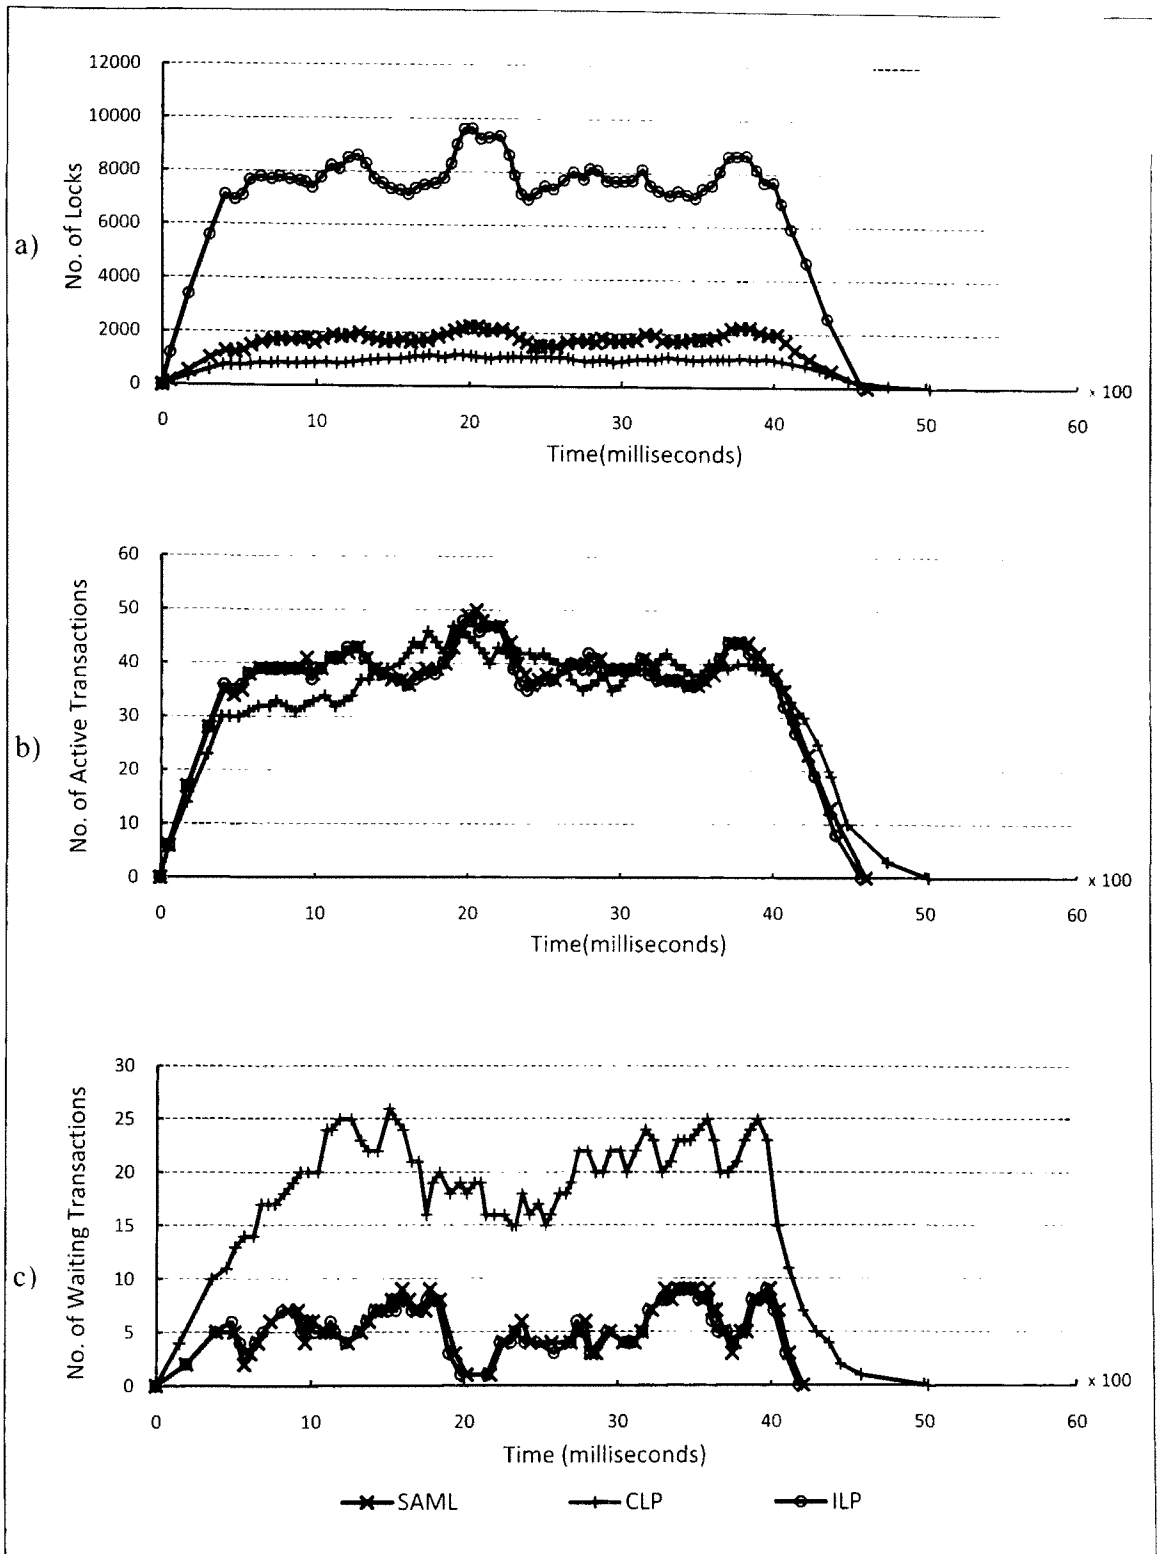 a)
No. of Locks
12000
10000
8000
6000
4000
2000
0
0 10 20 30 40 50 60
x 100
Time(milliseconds)
b)
No. of Active Transactions
60
50
40
30
20
10
0
0 10 20 30 40 50 60
x 100
Time(milliseconds)
c)
No. of Waiting Transactions
30
25
20
15
10
5
0
0 10 20 30 40 50 60
x 100
Time (milliseconds)
SAML CLP ILP